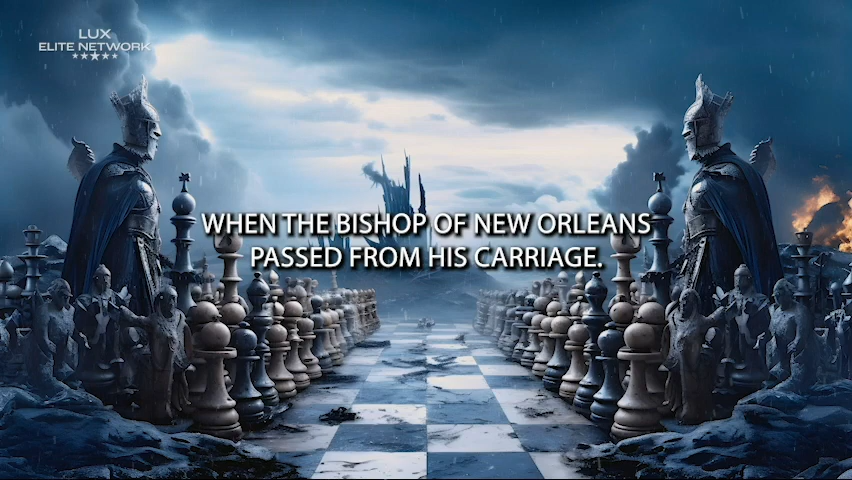 LUX
ELITE NETWORK
WHEN THE BISHOP OF NEW ORLEANS
PASSED FROM HIS CARRIAGE.